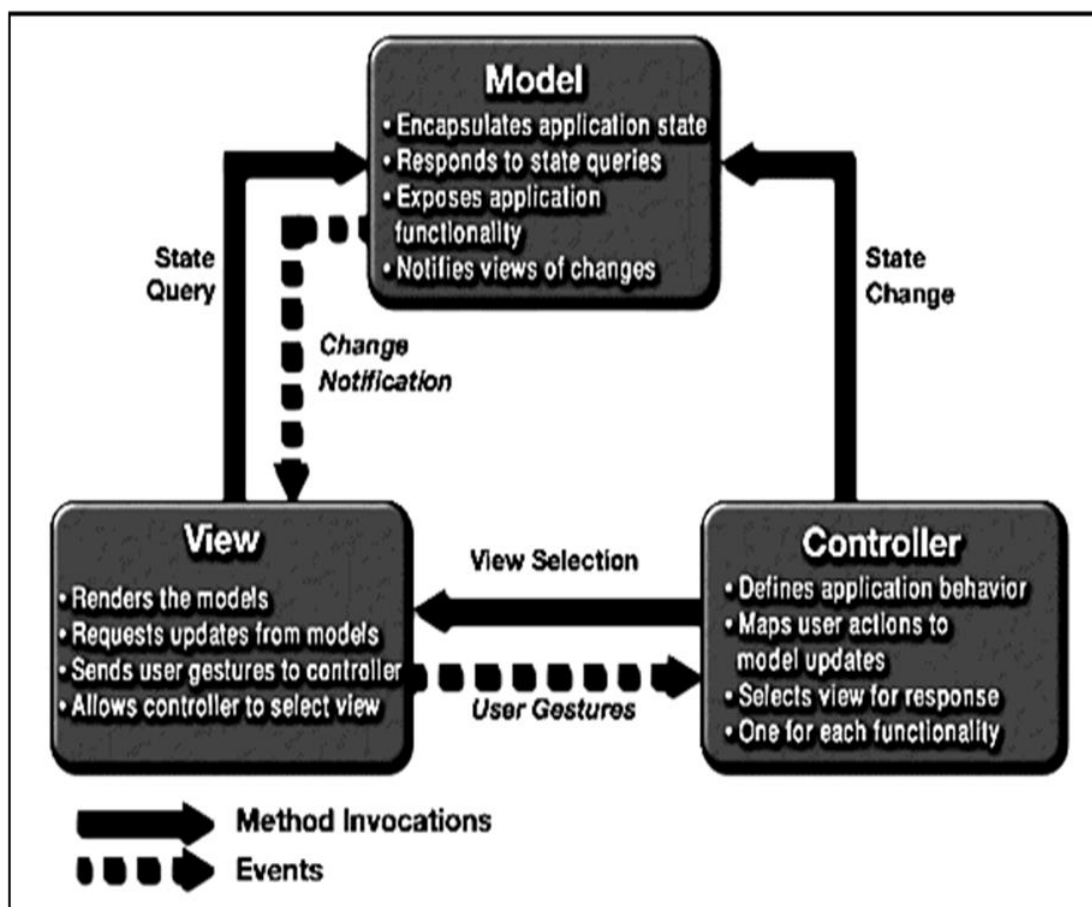 Model
• Encapsulates application state
• Responds to state queries
• Exposes application
functionality
• Notifies views of changes
State
Query
Change
Notification
State
Change
View
• Renders the models
• Requests updates from models
• Sends user gestures to controller
• Allows controller to select view
View Selection
User Gestures
Controller
• Defines application behavior
• Maps user actions to
model updates
• Selects view for response
• One for each functionality
Method Invocations
Events